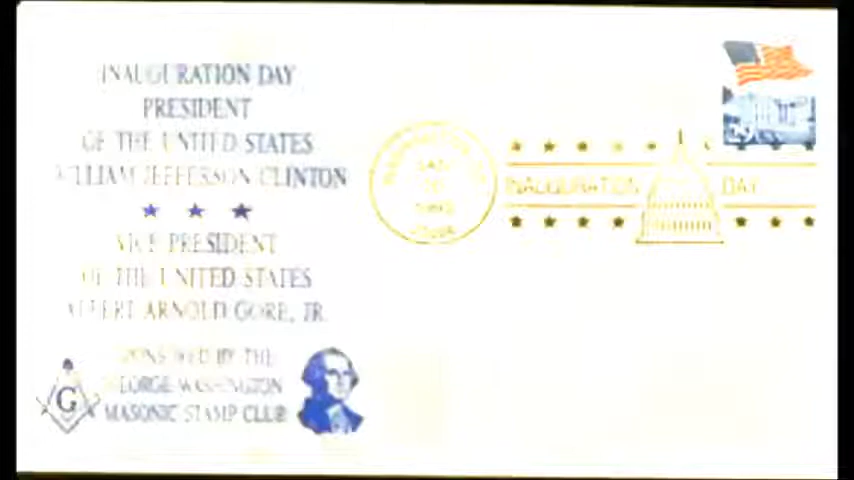 INAUGURATION DAY
PRESIDENT
OF THE UNITED STATES
WILLIAM JEFFERSON CLINTON
VICE PRESIDENT
OF THE UNITED STATES
ALBERT ARNOLD GORE, JR.
SPONSORED BY THE
GEORGE WASHINGTON
MASONIC STAMP CLUB
G
JAN
INAUGURATION DAY